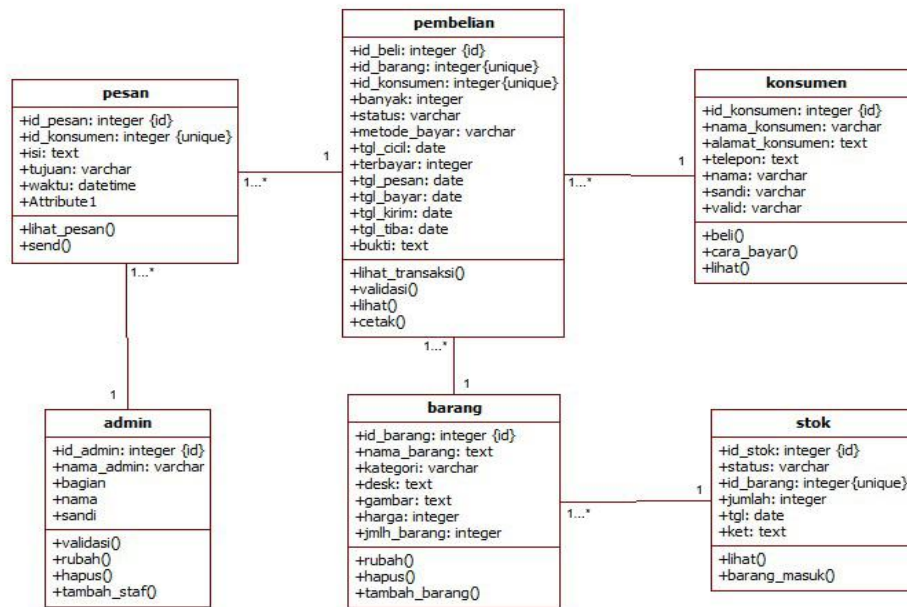 pesan
+id_pesan: integer {id}
+id_konsumen: integer {unique}
+isi: text
+tujuan: varchar
+waktu: datetime
+Attribute1
+lihat_pesan()
+send()
1...*
1
1...*
1
pembelian
+id_beli: integer {id}
+id_barang: integer{unique}
+id_konsumen: integer{unique}
+banyak: integer
+status: varchar
+metode_bayar: varchar
+tgl_cicil: date
+terbayar: integer
+tgl_pesan: date
+tgl_bayar: date
+tgl_kirim: date
+tgl_tiba: date
+bukti: text
+lihat_transaksi()
+validasi()
+lihat()
+cetak()
1...*
1
1...*
1
konsumen
+id_konsumen: integer {id}
+nama_konsumen: varchar
+alamat_konsumen: text
+telepon: text
+nama: varchar
+sandi: varchar
+valid: varchar
+beli()
+cara_bayar()
+lihat()
admin
+id_admin: integer {id}
+nama_admin: varchar
+bagian
+nama
+sandi
+validasi()
+rubah()
+hapus()
+tambah_staf()
barang
+id_barang: integer {id}
+nama_barang: text
+kategori: varchar
+desk: text
+gambar: text
+harga: integer
+jmlh_barang: integer
+rubah()
+hapus()
+tambah_barang()
1...*
1
stok
+id_stok: integer {id}
+status: varchar
+id_barang: integer{unique}
+jumlah: integer
+tgl: date
+ket: text
+lihat()
+barang_masuk()